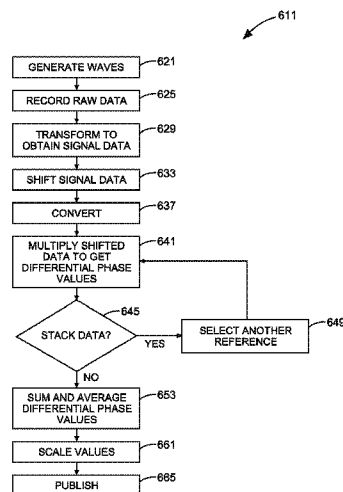 611
GENERATE WAVES
621
RECORD RAW DATA
625
TRANSFORM TO
OBTAIN SIGNAL DATA
629
SHIFT SIGNAL DATA
633
CONVERT
637
MULTIPLY SHIFTED
DATA TO GET
DIFFERENTIAL PHASE
VALUES
641
STACK DATA?
645
YES
SELECT ANOTHER
REFERENCE
649
NO
SUM AND AVERAGE
DIFFERENTIAL PHASE
VALUES
653
SCALE VALUES
661
PUBLISH
665